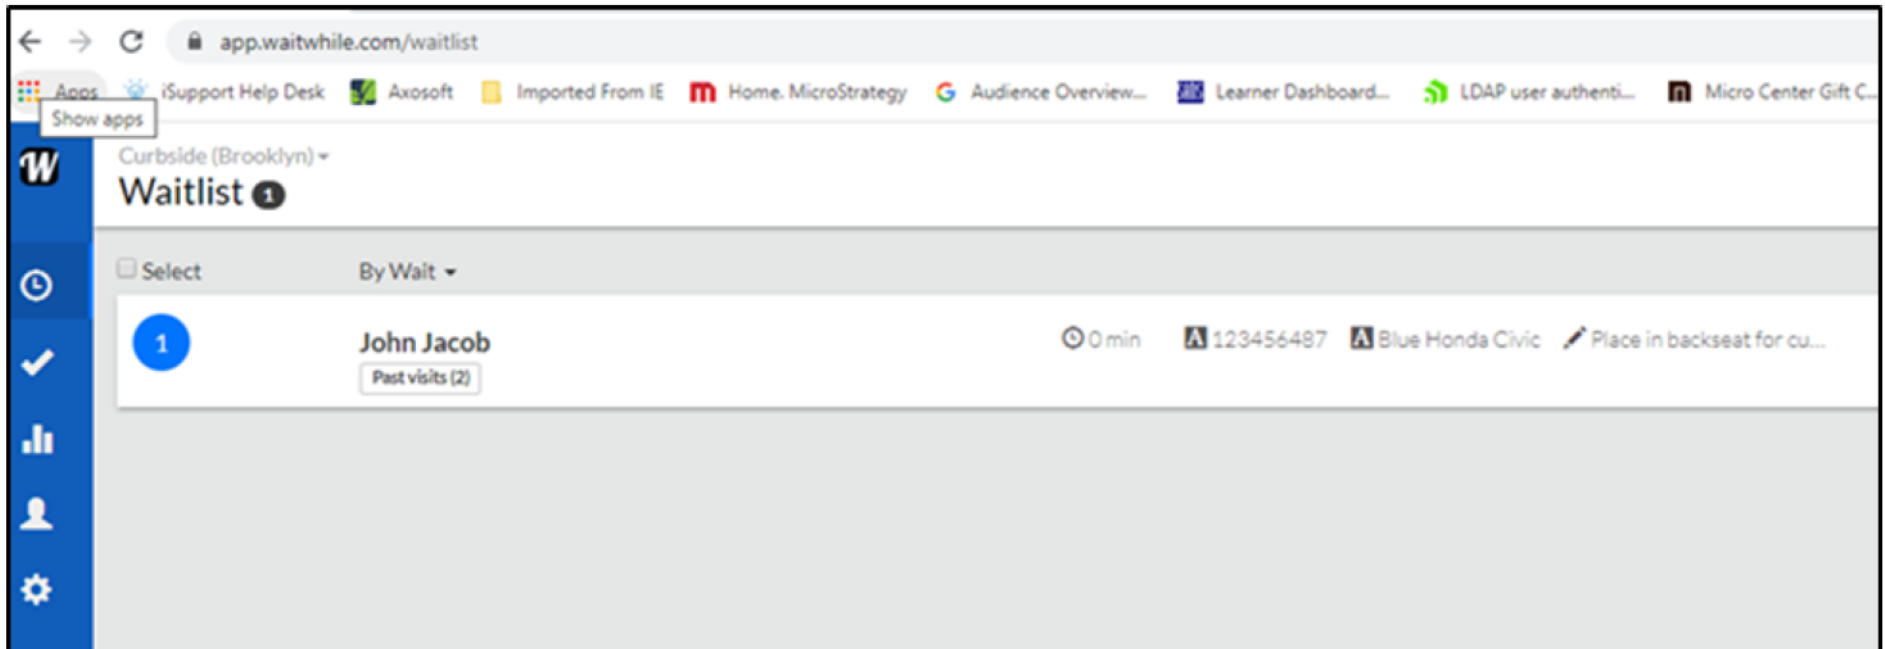 app.waitwhile.com/waitlist
Apps iSupport Help Desk Axosoft Imported From IE Home. MicroStrategy Audience Overview... Learner Dashboard... LDAP user authenti... Micro Center Gift C...
Show apps
W
Curbside (Brooklyn)
Waitlist 1
Select By Wait
1 John Jacob 0 min 123456487 Blue Honda Civic Place in backseat for cu...
Past visits (2)